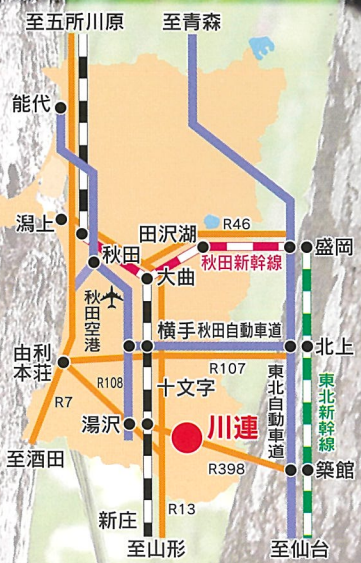 至五所川原
至青森
能代
潟上
田沢湖
R46
秋田
秋田新幹線
盛岡
大曲
秋田空港
横手
秋田自動車道
北上
由利
本荘
R108
R107
十文字
東北自動車道
東北新幹線
R7
湯沢
川連
至酒田
R398
築館
新庄
R13
至山形
至仙台